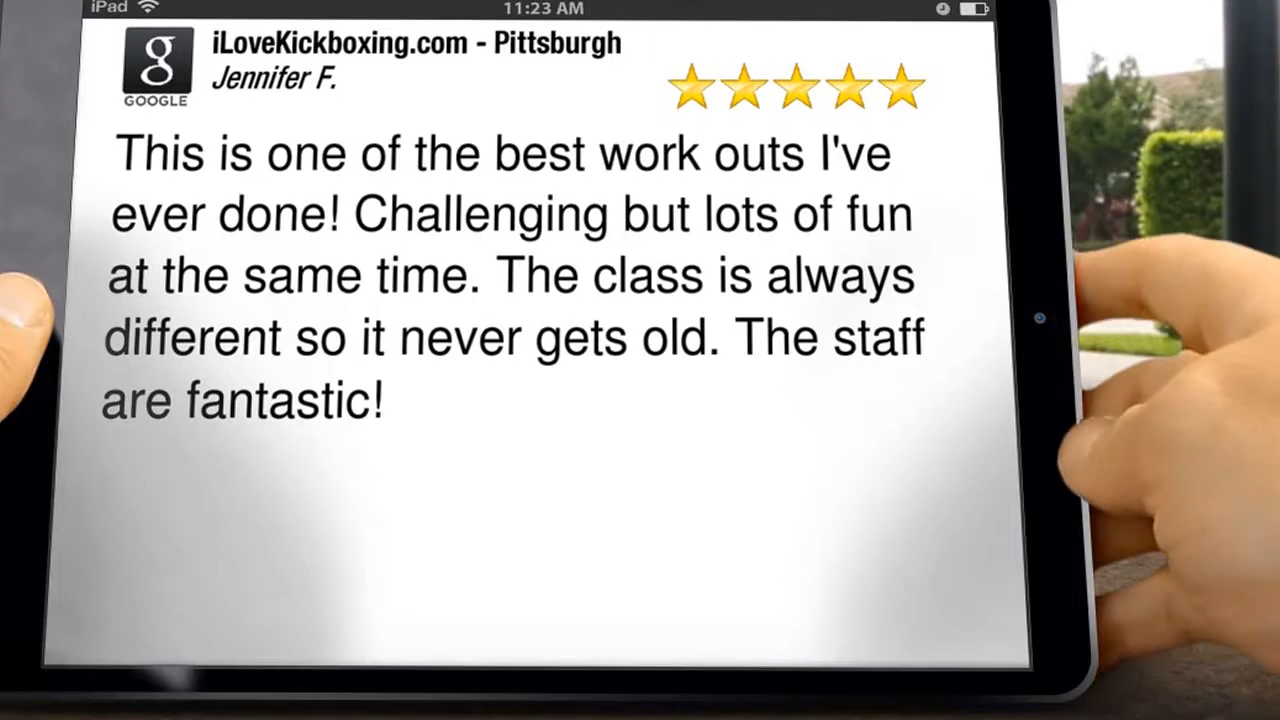 iPad 11:23 AM
iLoveKickboxing.com - Pittsburgh
Jennifer F.
g
GOOGLE
This is one of the best work outs I've
ever done! Challenging but lots of fun
at the same time. The class is always
different so it never gets old. The staff
are fantastic!